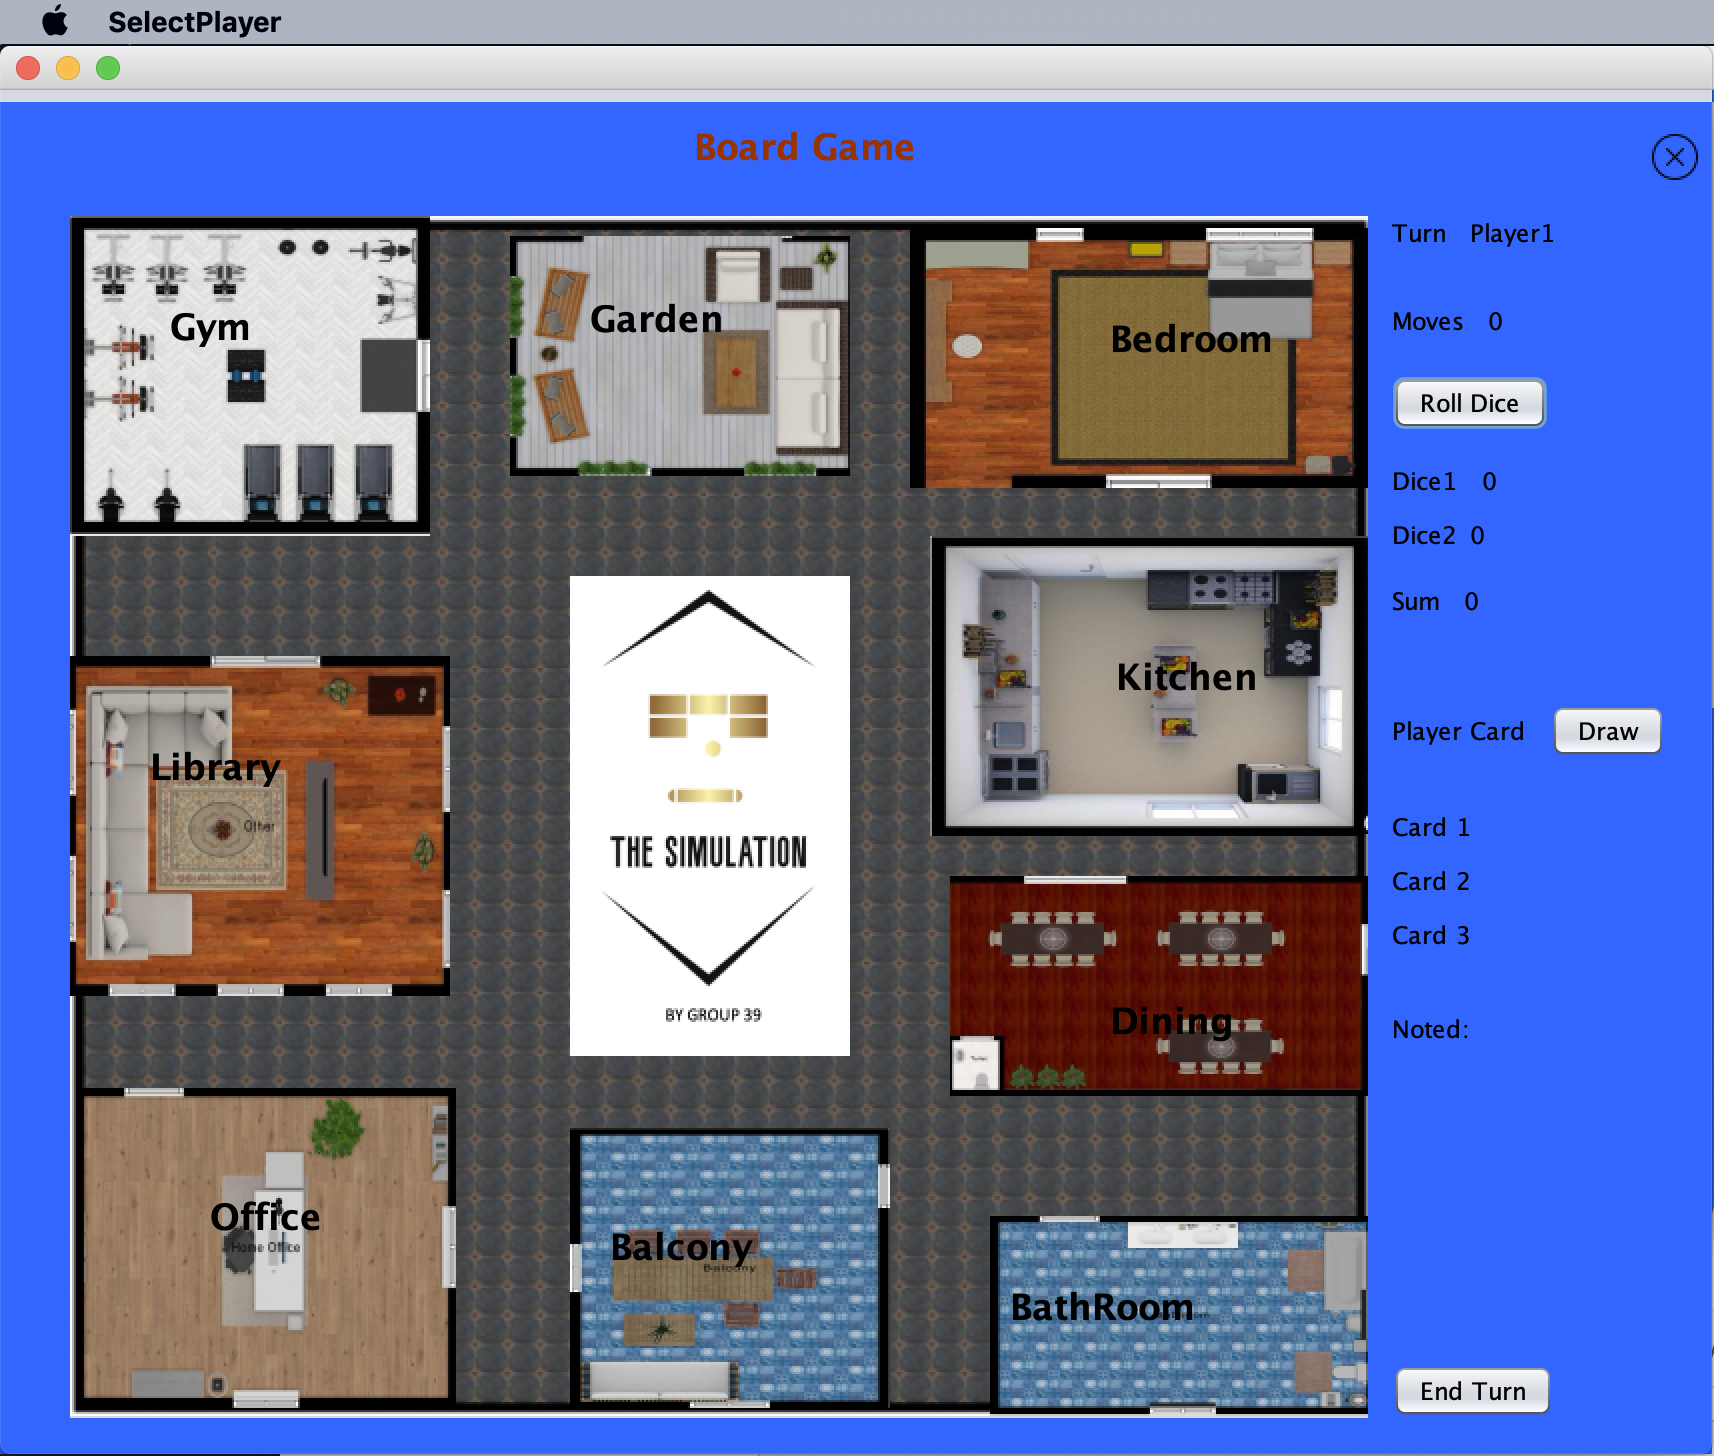 SelectPlayer
Board Game
Turn Player1
Gym
Garden
Bedroom
Moves 0
Roll Dice
Dice1 0
Dice2 0
Sum 0
Kitchen
Player Card Draw
Library
Other
THE SIMULATION
Card 1
Card 2
Card 3
BY GROUP 39
Dining
Noted:
Office
Home Office
Balcony
Balcony
BathRoom
End Turn